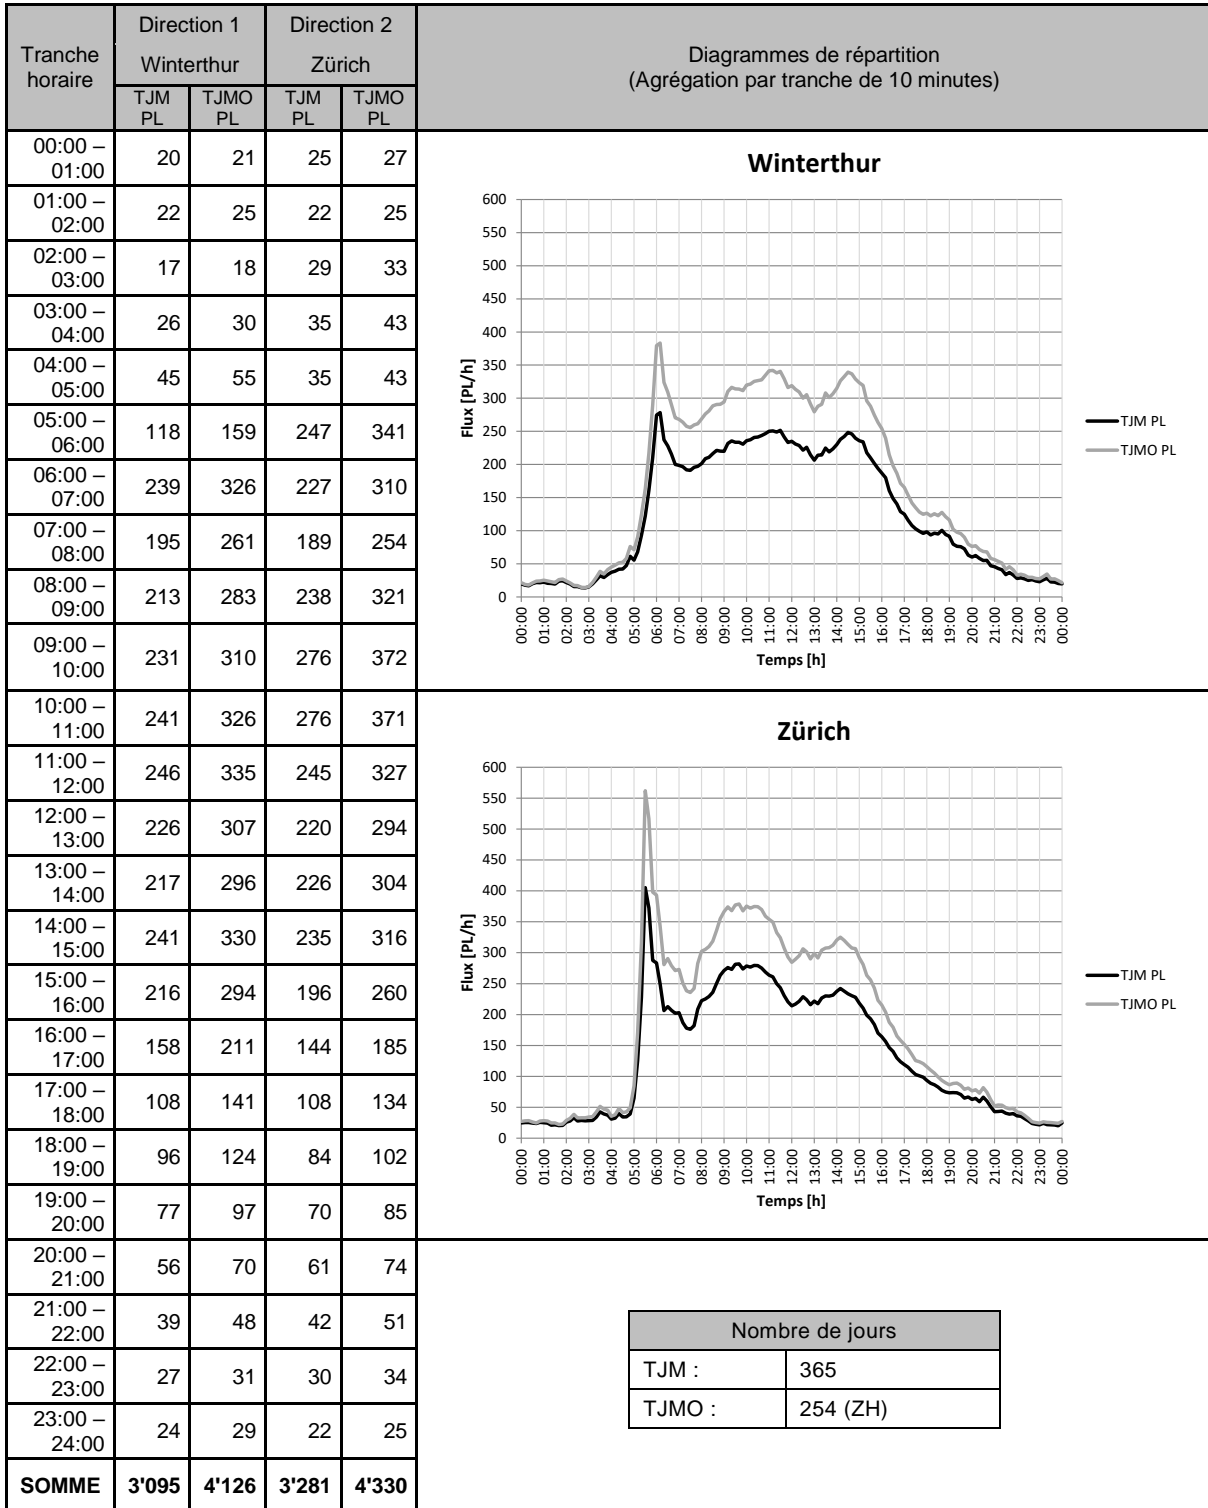 Tranche horaire
Direction 1
Direction 2
Diagrammes de répartition
(Agrégation par tranche de 10 minutes)
Winterthur
Zürich
TJM PL
TJMO PL
TJM PL
TJMO PL
00:00 – 01:00 20 21 25 27
01:00 – 02:00 22 25 22 25
02:00 – 03:00 17 18 29 33
03:00 – 04:00 26 30 35 43
04:00 – 05:00 45 55 35 43
05:00 – 06:00 118 159 247 341
06:00 – 07:00 239 326 227 310
07:00 – 08:00 195 261 189 254
08:00 – 09:00 213 283 238 321
09:00 – 10:00 231 310 276 372
10:00 – 11:00 241 326 276 371
11:00 – 12:00 246 335 245 327
12:00 – 13:00 226 307 220 294
13:00 – 14:00 217 296 226 304
14:00 – 15:00 241 330 235 316
15:00 – 16:00 216 294 196 260
16:00 – 17:00 158 211 144 185
17:00 – 18:00 108 141 108 134
18:00 – 19:00 96 124 84 102
19:00 – 20:00 77 97 70 85
20:00 – 21:00 56 70 61 74
21:00 – 22:00 39 48 42 51
22:00 – 23:00 27 31 30 34
23:00 – 24:00 24 29 22 25
SOMME 3'095 4'126 3'281 4'330
Winterthur
600
550
500
450
400
350
300
250
200
150
100
50
0
Flux [PL/h]
00:00 01:00 02:00 03:00 04:00 05:00 06:00 07:00 08:00 09:00 10:00 11:00 12:00 13:00 14:00 15:00 16:00 17:00 18:00 19:00 20:00 21:00 22:00 23:00 00:00
Temps [h]
TJM PL
TJMO PL
Zürich
600
550
500
450
400
350
300
250
200
150
100
50
0
Flux [PL/h]
00:00 01:00 02:00 03:00 04:00 05:00 06:00 07:00 08:00 09:00 10:00 11:00 12:00 13:00 14:00 15:00 16:00 17:00 18:00 19:00 20:00 21:00 22:00 23:00 00:00
Temps [h]
TJM PL
TJMO PL
Nombre de jours
TJM : 365
TJMO : 254 (ZH)